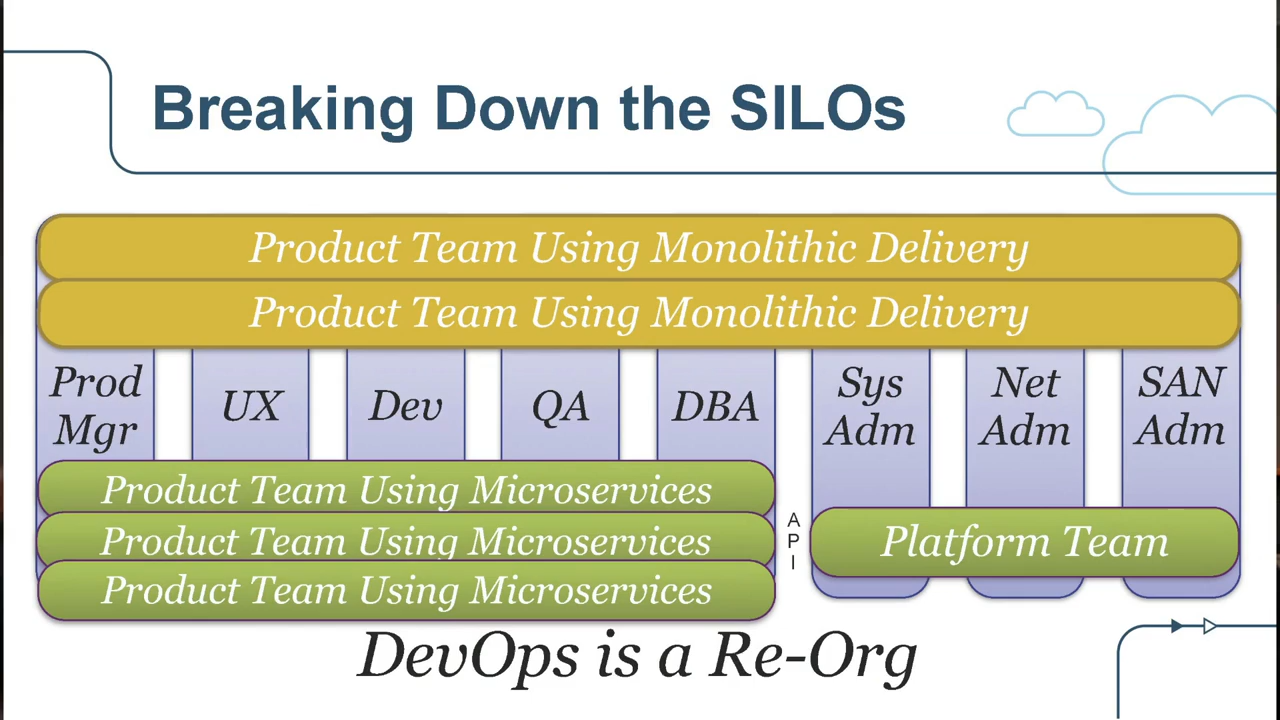 Breaking Down the SILOs
Product Team Using Monolithic Delivery
Product Team Using Monolithic Delivery
Prod
Mgr
UX
Dev
QA
DBA
Sys
Adm
Net
Adm
SAN
Adm
Product Team Using Microservices
Product Team Using Microservices
Product Team Using Microservices
A
P
I
Platform Team
DevOps is a Re-Org